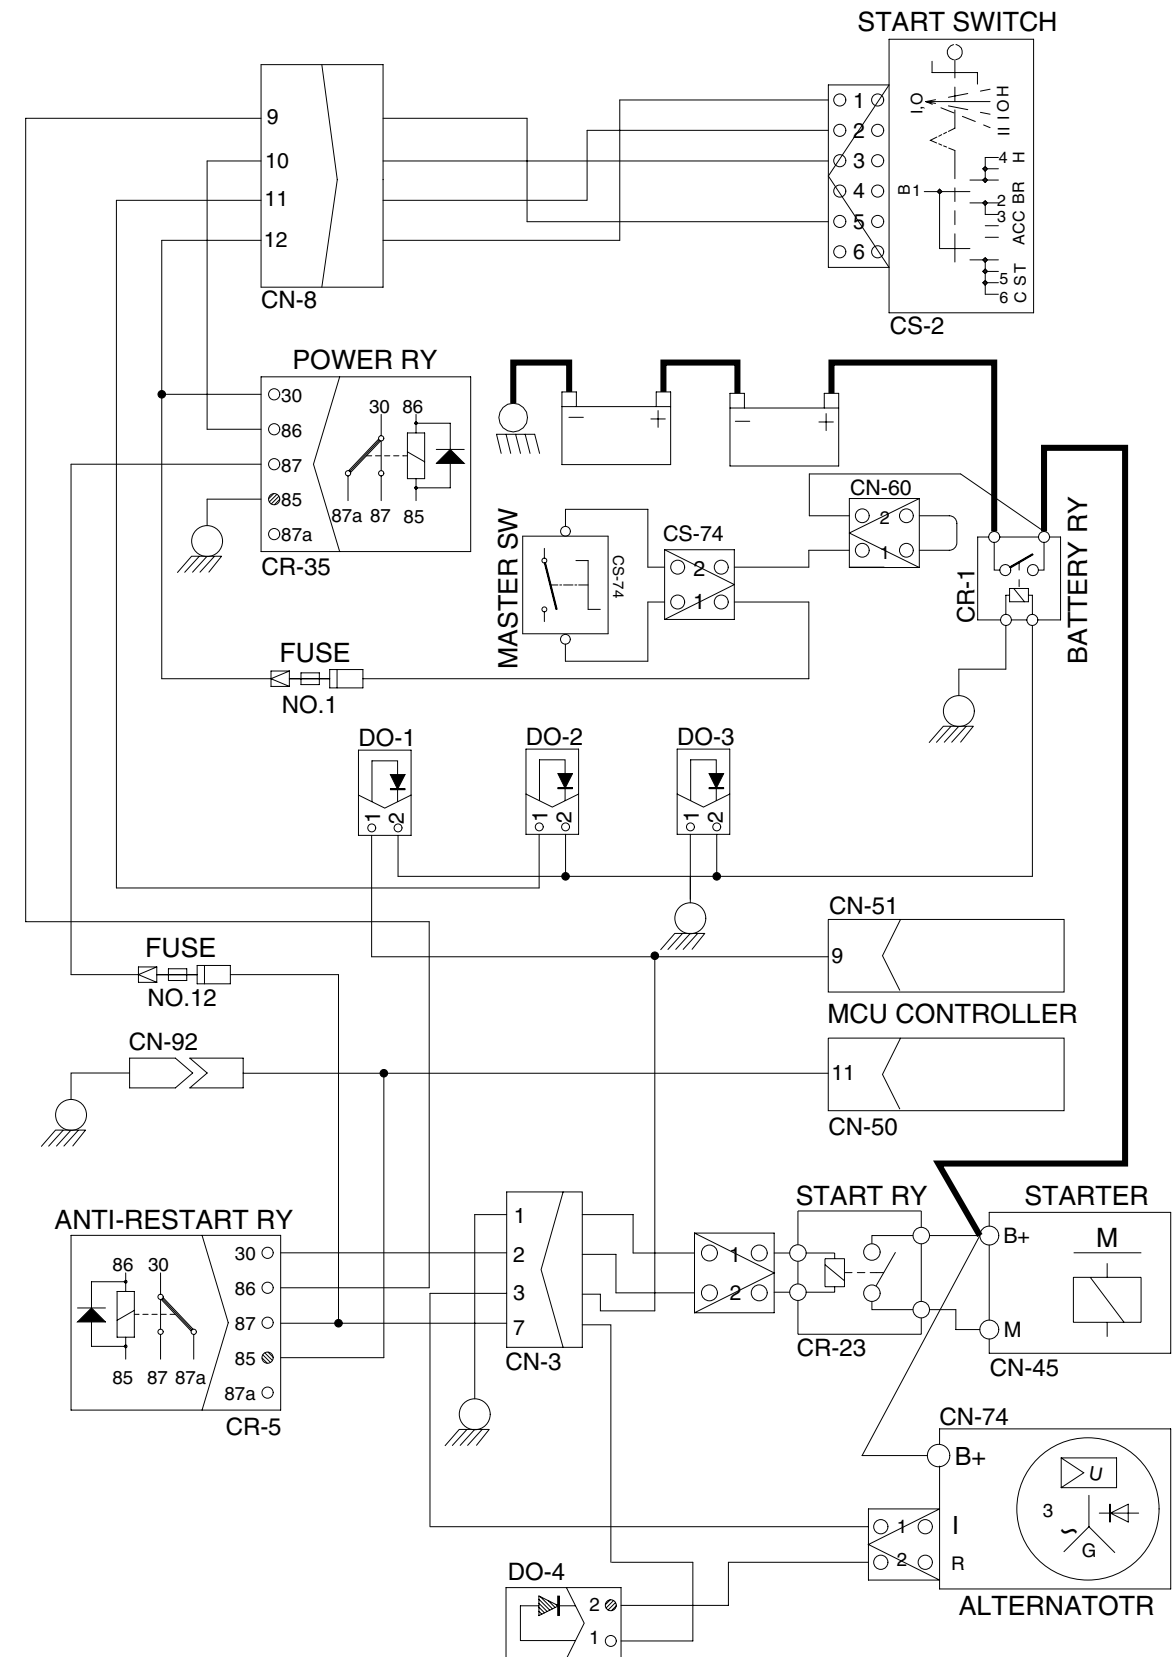 START SWITCH
1
2
3
4
5
6
I,O
H
O
I
II
4 H
B1
BR
2
3
ACC
ST
5
6
C
CS-2
9
10
11
12
CN-8
POWER RY
30
86
87
85
87a
30 86
87a 87 85
CR-35
- +
- +
MASTER SW
CS-74
CS-74
2
1
CN-60
2
1
CR-1
BATTERY RY
FUSE
NO.1
DO-1
1 2
DO-2
1 2
DO-3
1 2
CN-51
9
MCU CONTROLLER
11
CN-50
FUSE
NO.12
CN-92
ANTI-RESTART RY
86 30
85 87 87a
30
86
87
85
87a
CR-5
1
2
3
7
CN-3
1
2
START RY
CR-23
STARTER
B+
M
M
CN-45
CN-74
B+
U
3
~
G
1
2
I
R
ALTERNATOTR
DO-4
2
1